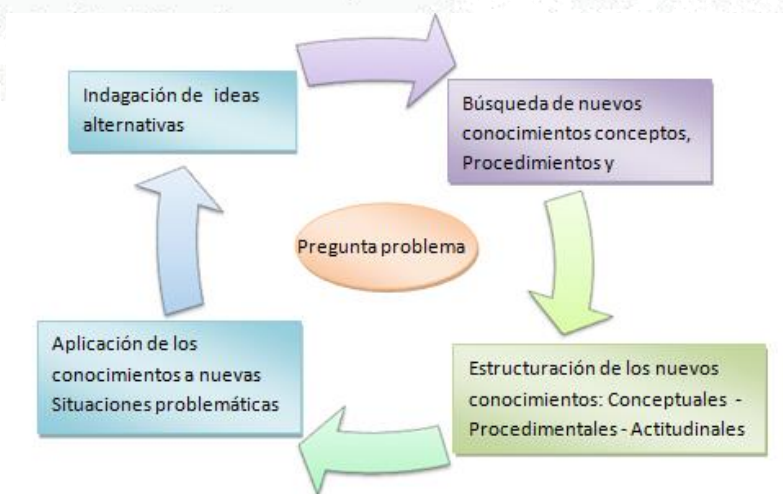 Indagación de ideas
alternativas
Búsqueda de nuevos
conocimientos conceptos,
Procedimientos y
Pregunta problema
Estructuración de los nuevos
conocimientos: Conceptuales -
Procedimentales - Actitudinales
Aplicación de los
conocimientos a nuevas
Situaciones problemáticas